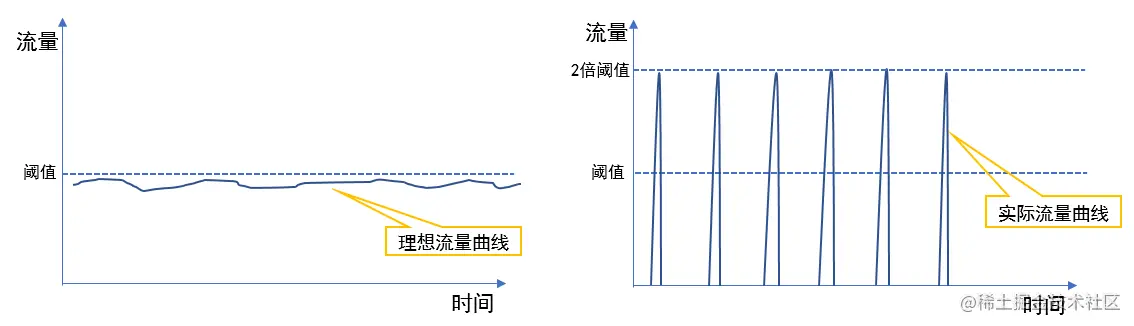 流量
阈值
理想流量曲线
时间
流量
2倍阈值
阈值
实际流量曲线
时间
@稀土掘金技术社区